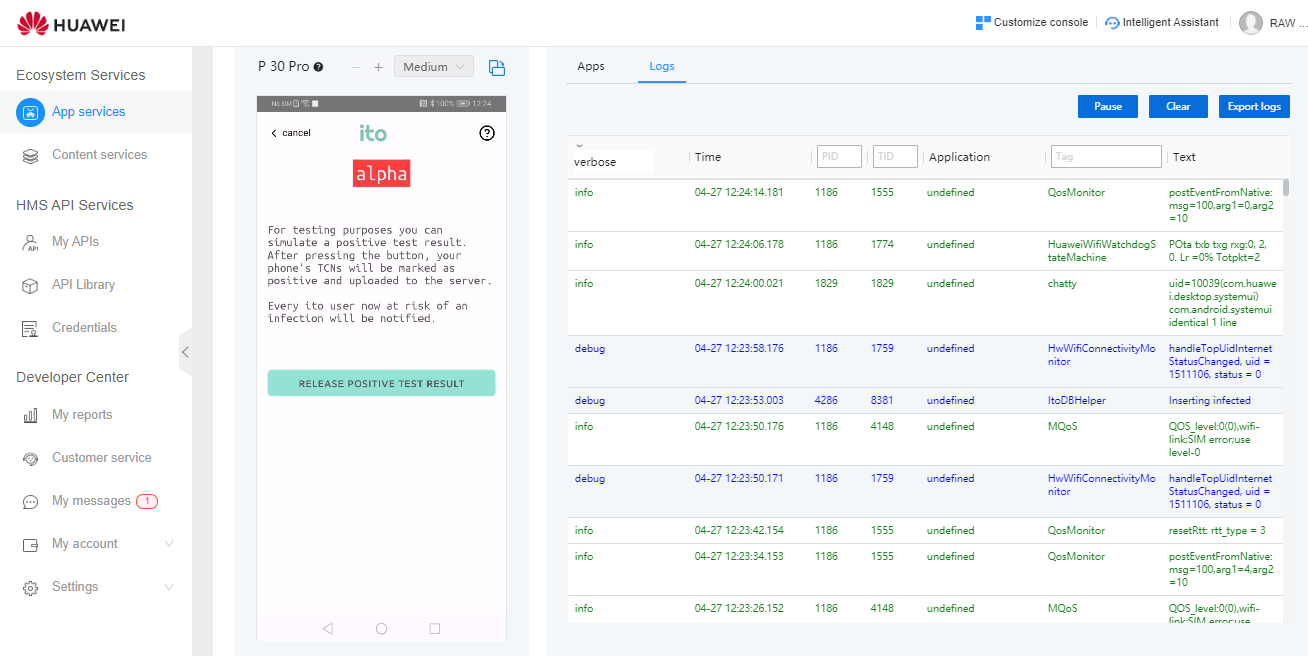 HUAWEI
Customize console
Intelligent Assistant
RAW ...
Ecosystem Services
App services
Content services
HMS API Services
My APIs
API Library
Credentials
Developer Center
My reports
Customer service
My messages 1
My account
Settings
P 30 Pro ?
Medium
No SIM 100% 12:24
cancel
ito
?
alpha
For testing purposes you can
simulate a positive test result.
After pressing the button, your
phone's TCNs will be marked as
positive and uploaded to the server.
Every ito user now at risk of an
infection will be notified.
RELEASE POSITIVE TEST RESULT
Apps Logs
Pause Clear Export logs
verbose Time PID TID Application Tag Text
info 04-27 12:24:14.181 1186 1555 undefined QosMonitor postEventFromNative:
msg=100,arg1=0,arg2
=10
info 04-27 12:24:06.178 1186 1774 undefined HuaweiWifiWatchdogS POta txb txg rxg:0, 2,
tateMachine 0. Lr =0% Totpkt=2
info 04-27 12:24:00.021 1829 1829 undefined chatty uid=10039(com.huawe
i.desktop.systemui)
com.android.systemui
identical 1 line
debug 04-27 12:23:58.176 1186 1759 undefined HwWifiConnectivityMo handleTopUidInternet
nitor StatusChanged, uid =
1511106, status = 0
debug 04-27 12:23:53.003 4286 8381 undefined ItoDBHelper Inserting infected
info 04-27 12:23:50.176 1186 4148 undefined MQoS QOS_level:0(0),wifi-
link;SIM error;use
level-0
debug 04-27 12:23:50.171 1186 1759 undefined HwWifiConnectivityMo handleTopUidInternet
nitor StatusChanged, uid =
1511106, status = 0
info 04-27 12:23:42.154 1186 1555 undefined QosMonitor resetRtt: rtt_type = 3
info 04-27 12:23:34.153 1186 1555 undefined QosMonitor postEventFromNative:
msg=100,arg1=4,arg2
=10
info 04-27 12:23:26.152 1186 4148 undefined MQoS QOS_level:0(0),wifi-
link;SIM error;use